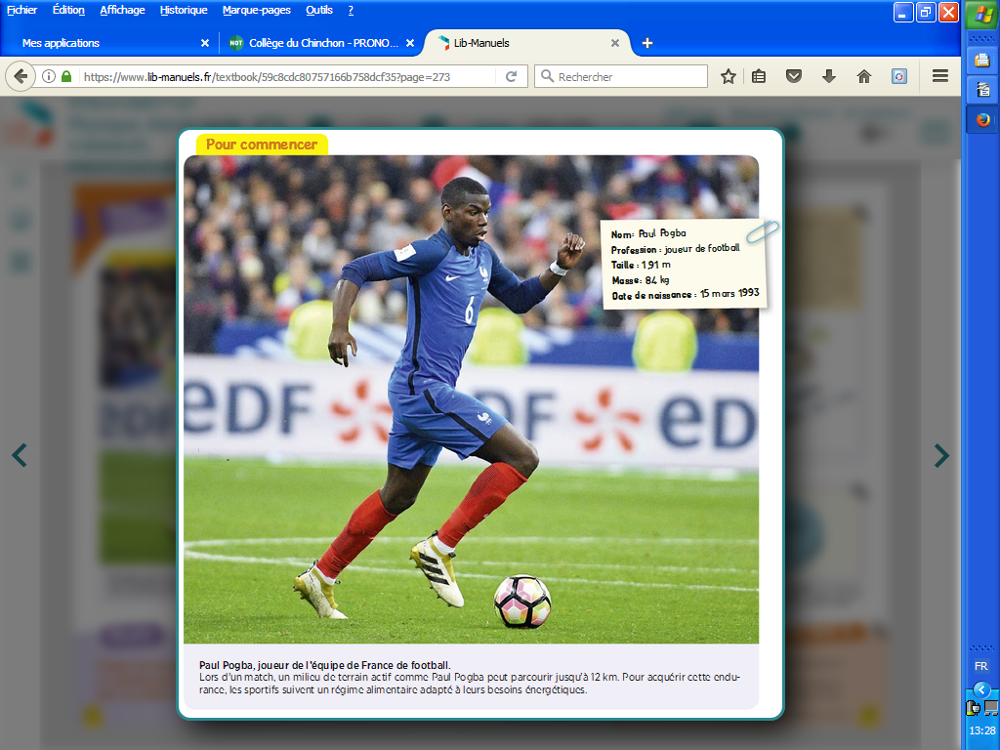 Fichier Édition Affichage Historique Marque-pages Outils ?
Mes applications
NOT Collège du Chinchon - PRONO...
Lib-Manuels
https://www.lib-manuels.fr/textbook/59c8cdc80757166b758dcf35?page=273
Rechercher
Pour commencer
Nom: Paul Pogba
Profession : joueur de football
Taille : 1,91 m
Masse: 84 kg
Date de naissance : 15 mars 1993
6
eDF
DF
eD
Paul Pogba, joueur de l'équipe de France de football.
Lors d'un match, un milieu de terrain actif comme Paul Pogba peut parcourir jusqu'à 12 km. Pour acquérir cette endu-
rance, les sportifs suivent un régime alimentaire adapté à leurs besoins énergétiques.
FR
13:28